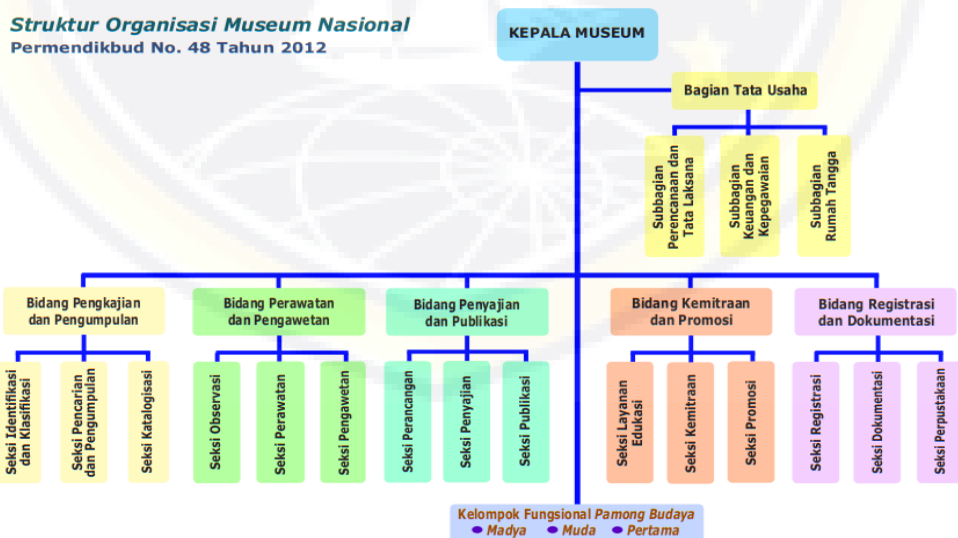 Struktur Organisasi Museum Nasional
Permendikbud No. 48 Tahun 2012
KEPALA MUSEUM
Bagian Tata Usaha
Subbagian
Perencanaan dan
Tata Laksana
Subbagian
Keuangan dan
Kepegawaian
Subbagian
Rumah Tangga
Bidang Pengkajian
dan Pengumpulan
Bidang Perawatan
dan Pengawetan
Bidang Penyajian
dan Publikasi
Bidang Kemitraan
dan Promosi
Bidang Registrasi
dan Dokumentasi
Seksi Identifikasi
dan Klasifikasi
Seksi Pencarian
dan Pengumpulan
Seksi Katalogisasi
Seksi Observasi
Seksi Perawatan
Seksi Pengawetan
Seksi Perancangan
Seksi Penyajian
Seksi Publikasi
Seksi Layanan
Edukasi
Seksi Kemitraan
Seksi Promosi
Seksi Registrasi
Seksi Dokumentasi
Seksi Perpustakaan
Kelompok Fungsional Pamong Budaya
● Madya ● Muda ● Pertama